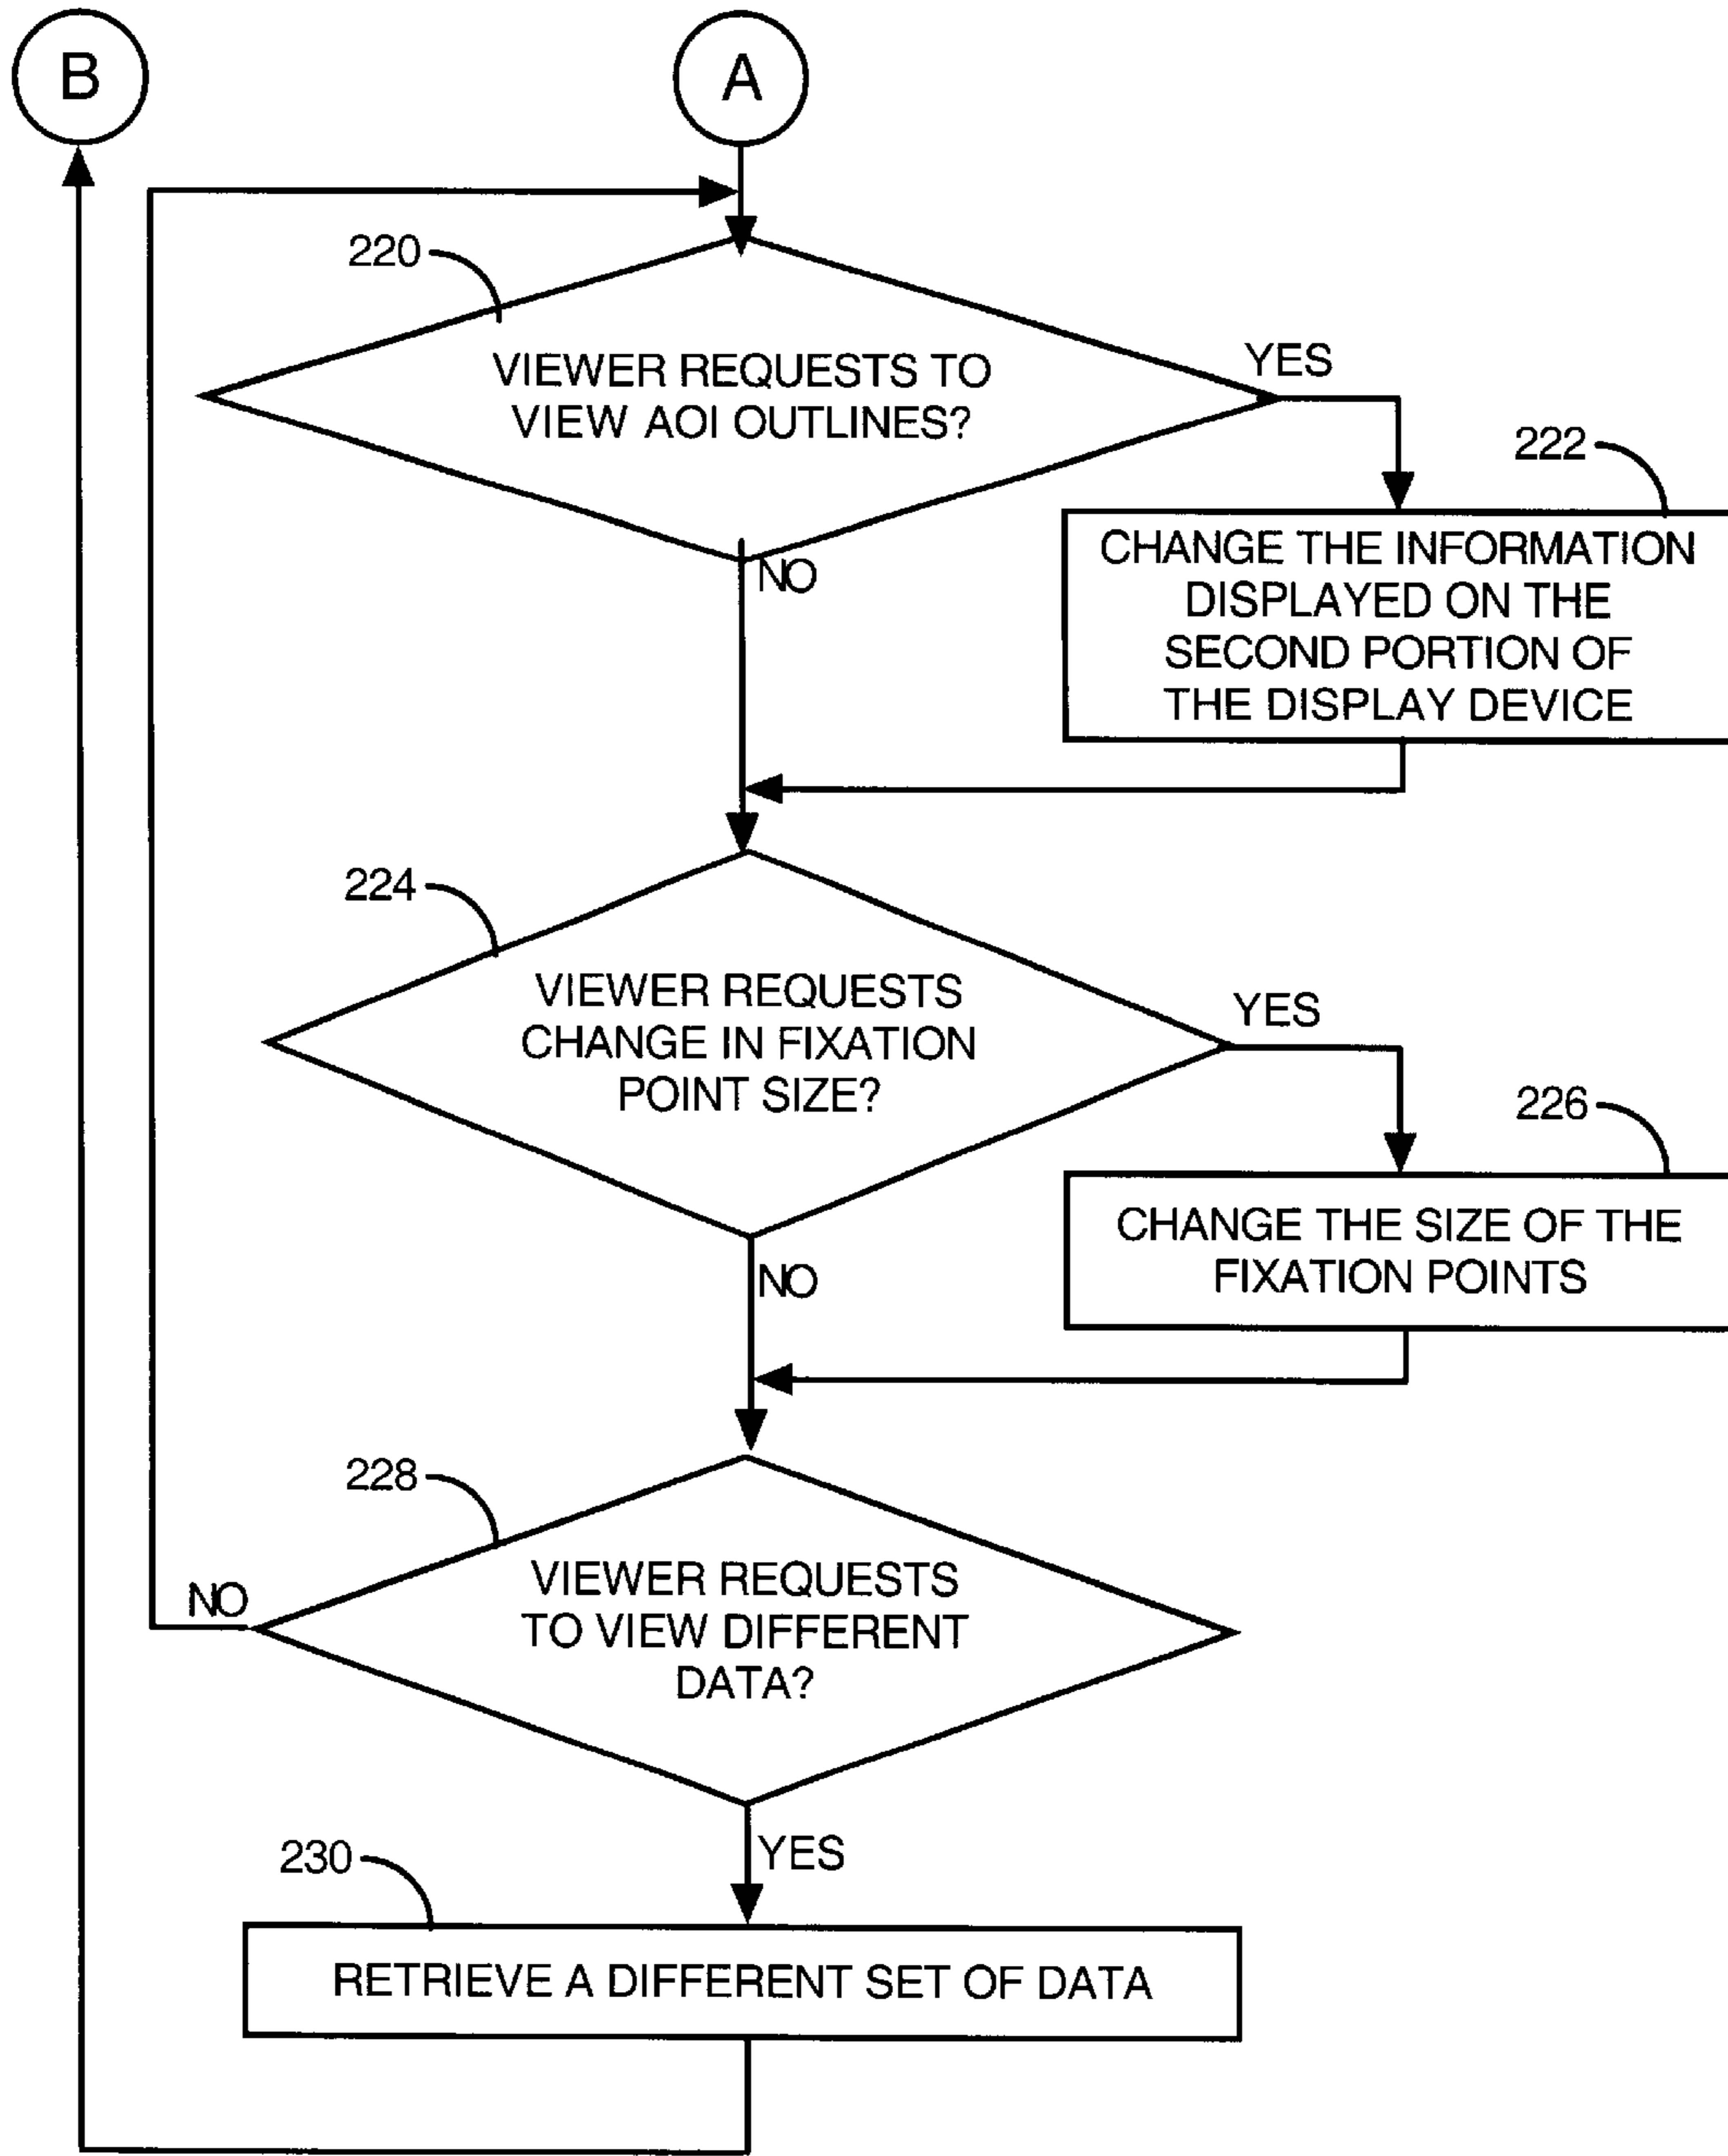 B
A
220
VIEWER REQUESTS TO
VIEW AOI OUTLINES?
YES
222
CHANGE THE INFORMATION
DISPLAYED ON THE
SECOND PORTION OF
THE DISPLAY DEVICE
NO
224
VIEWER REQUESTS
CHANGE IN FIXATION
POINT SIZE?
YES
226
CHANGE THE SIZE OF THE
FIXATION POINTS
NO
228
VIEWER REQUESTS
TO VIEW DIFFERENT
DATA?
NO
YES
230
RETRIEVE A DIFFERENT SET OF DATA